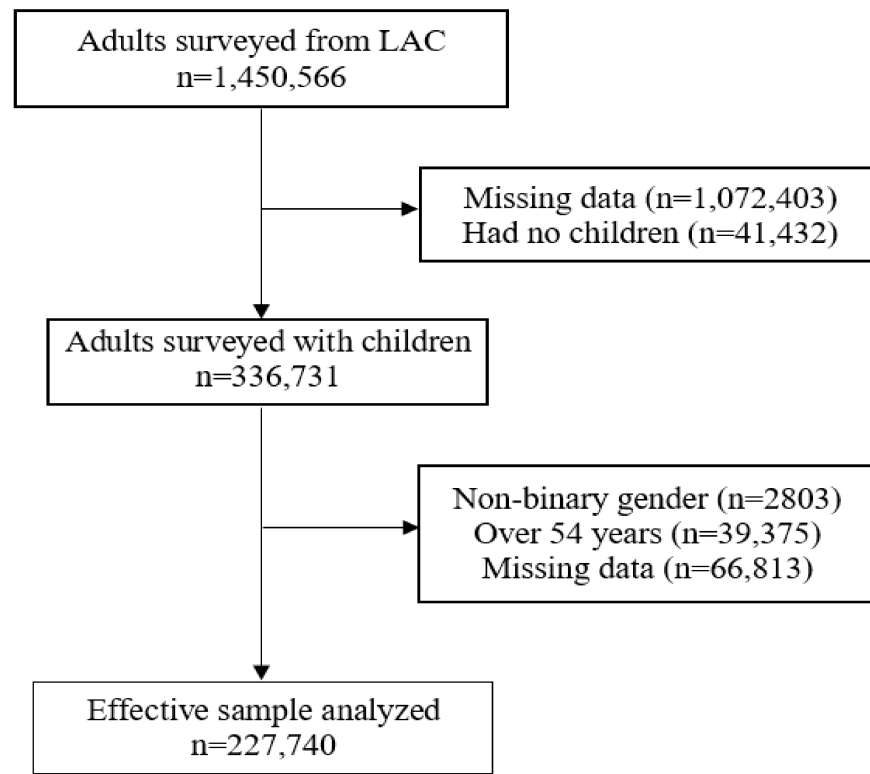 Adults surveyed from LAC
n=1,450,566
Missing data (n=1,072,403)
Had no children (n=41,432)
Adults surveyed with children
n=336,731
Non-binary gender (n=2803)
Over 54 years (n=39,375)
Missing data (n=66,813)
Effective sample analyzed
n=227,740